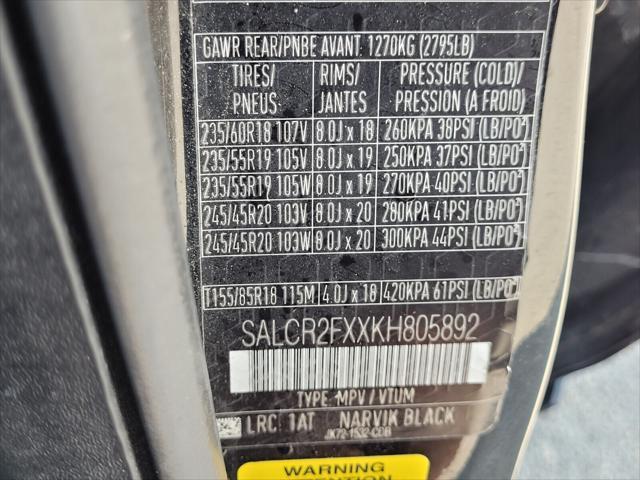 GAWR REAR/PNBE AVANT: 1270KG (2795LB)
TIRES/ RIMS/ PRESSURE (COLD)/
PNEUS JANTES PRESSION (A FROID)
235/60R18 107V 8.0J x 18 260KPA 38PSI (LB/PO²)
235/55R19 105V 8.0J x 19 250KPA 37PSI (LB/PO²)
235/55R19 105W 8.0J x 19 270KPA 40PSI (LB/PO²)
245/45R20 103V 8.0J x 20 280KPA 41PSI (LB/PO²)
245/45R20 103W 8.0J x 20 300KPA 44PSI (LB/PO²)
T155/85R18 115M 4.0J x 18 420KPA 61PSI (LB/PO²)
SALCR2FXXKH805892
TYPE: MPV / VTUM
LRC: 1AT NARVIK BLACK
WARNING